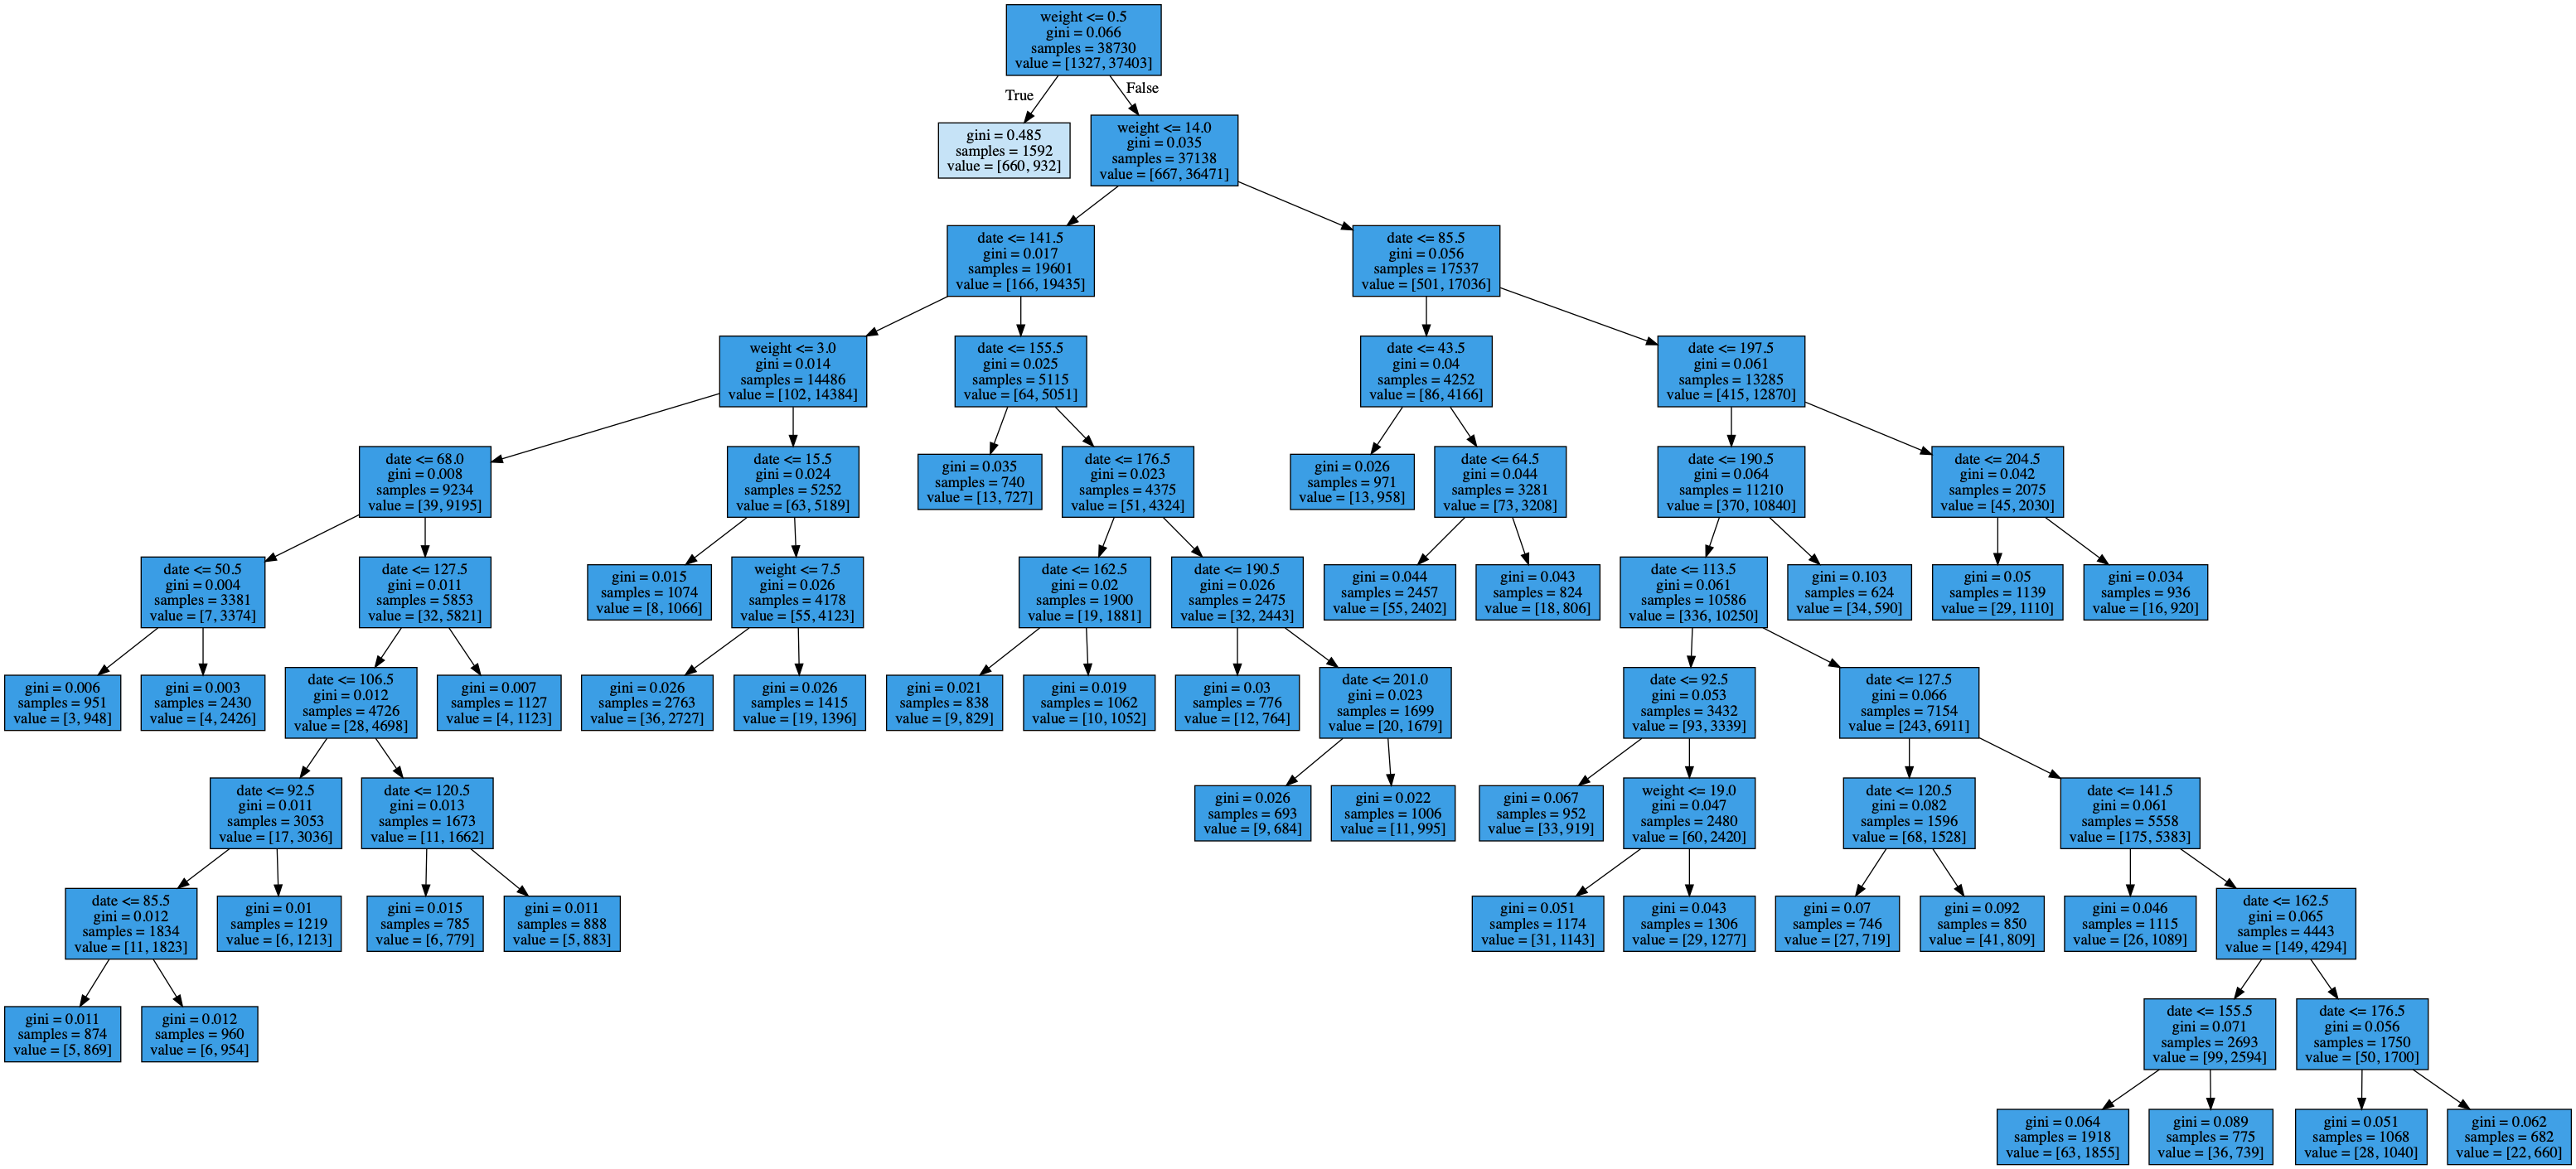 weight <= 0.5
gini = 0.066
samples = 38730
value = [1327, 37403]
True
False
gini = 0.485
samples = 1592
value = [660, 932]
weight <= 14.0
gini = 0.035
samples = 37138
value = [667, 36471]
date <= 141.5
gini = 0.017
samples = 19601
value = [166, 19435]
date <= 85.5
gini = 0.056
samples = 17537
value = [501, 17036]
weight <= 3.0
gini = 0.014
samples = 14486
value = [102, 14384]
date <= 155.5
gini = 0.025
samples = 5115
value = [64, 5051]
date <= 43.5
gini = 0.04
samples = 4252
value = [86, 4166]
date <= 197.5
gini = 0.061
samples = 13285
value = [415, 12870]
date <= 68.0
gini = 0.008
samples = 9234
value = [39, 9195]
date <= 15.5
gini = 0.024
samples = 5252
value = [63, 5189]
gini = 0.035
samples = 740
value = [13, 727]
date <= 176.5
gini = 0.023
samples = 4375
value = [51, 4324]
gini = 0.026
samples = 971
value = [13, 958]
date <= 64.5
gini = 0.044
samples = 3281
value = [73, 3208]
date <= 190.5
gini = 0.064
samples = 11210
value = [370, 10840]
date <= 204.5
gini = 0.042
samples = 2075
value = [45, 2030]
date <= 50.5
gini = 0.004
samples = 3381
value = [7, 3374]
date <= 127.5
gini = 0.011
samples = 5853
value = [32, 5821]
gini = 0.015
samples = 1074
value = [8, 1066]
weight <= 7.5
gini = 0.026
samples = 4178
value = [55, 4123]
date <= 162.5
gini = 0.02
samples = 1900
value = [19, 1881]
date <= 190.5
gini = 0.026
samples = 2475
value = [32, 2443]
gini = 0.044
samples = 2457
value = [55, 2402]
gini = 0.043
samples = 824
value = [18, 806]
date <= 113.5
gini = 0.061
samples = 10586
value = [336, 10250]
gini = 0.103
samples = 624
value = [34, 590]
gini = 0.05
samples = 1139
value = [29, 1110]
gini = 0.034
samples = 936
value = [16, 920]
gini = 0.006
samples = 951
value = [3, 948]
gini = 0.003
samples = 2430
value = [4, 2426]
date <= 106.5
gini = 0.012
samples = 4726
value = [28, 4698]
gini = 0.007
samples = 1127
value = [4, 1123]
gini = 0.026
samples = 2763
value = [36, 2727]
gini = 0.026
samples = 1415
value = [19, 1396]
gini = 0.021
samples = 838
value = [9, 829]
gini = 0.019
samples = 1062
value = [10, 1052]
gini = 0.03
samples = 776
value = [12, 764]
date <= 201.0
gini = 0.023
samples = 1699
value = [20, 1679]
date <= 92.5
gini = 0.053
samples = 3432
value = [93, 3339]
date <= 127.5
gini = 0.066
samples = 7154
value = [243, 6911]
date <= 92.5
gini = 0.011
samples = 3053
value = [17, 3036]
date <= 120.5
gini = 0.013
samples = 1673
value = [11, 1662]
gini = 0.026
samples = 693
value = [9, 684]
gini = 0.022
samples = 1006
value = [11, 995]
gini = 0.067
samples = 952
value = [33, 919]
weight <= 19.0
gini = 0.047
samples = 2480
value = [60, 2420]
date <= 120.5
gini = 0.082
samples = 1596
value = [68, 1528]
date <= 141.5
gini = 0.061
samples = 5558
value = [175, 5383]
date <= 85.5
gini = 0.012
samples = 1834
value = [11, 1823]
gini = 0.01
samples = 1219
value = [6, 1213]
gini = 0.015
samples = 785
value = [6, 779]
gini = 0.011
samples = 888
value = [5, 883]
gini = 0.051
samples = 1174
value = [31, 1143]
gini = 0.043
samples = 1306
value = [29, 1277]
gini = 0.07
samples = 746
value = [27, 719]
gini = 0.092
samples = 850
value = [41, 809]
gini = 0.046
samples = 1115
value = [26, 1089]
date <= 162.5
gini = 0.065
samples = 4443
value = [149, 4294]
gini = 0.011
samples = 874
value = [5, 869]
gini = 0.012
samples = 960
value = [6, 954]
date <= 155.5
gini = 0.071
samples = 2693
value = [99, 2594]
date <= 176.5
gini = 0.056
samples = 1750
value = [50, 1700]
gini = 0.064
samples = 1918
value = [63, 1855]
gini = 0.089
samples = 775
value = [36, 739]
gini = 0.051
samples = 1068
value = [28, 1040]
gini = 0.062
samples = 682
value = [22, 660]